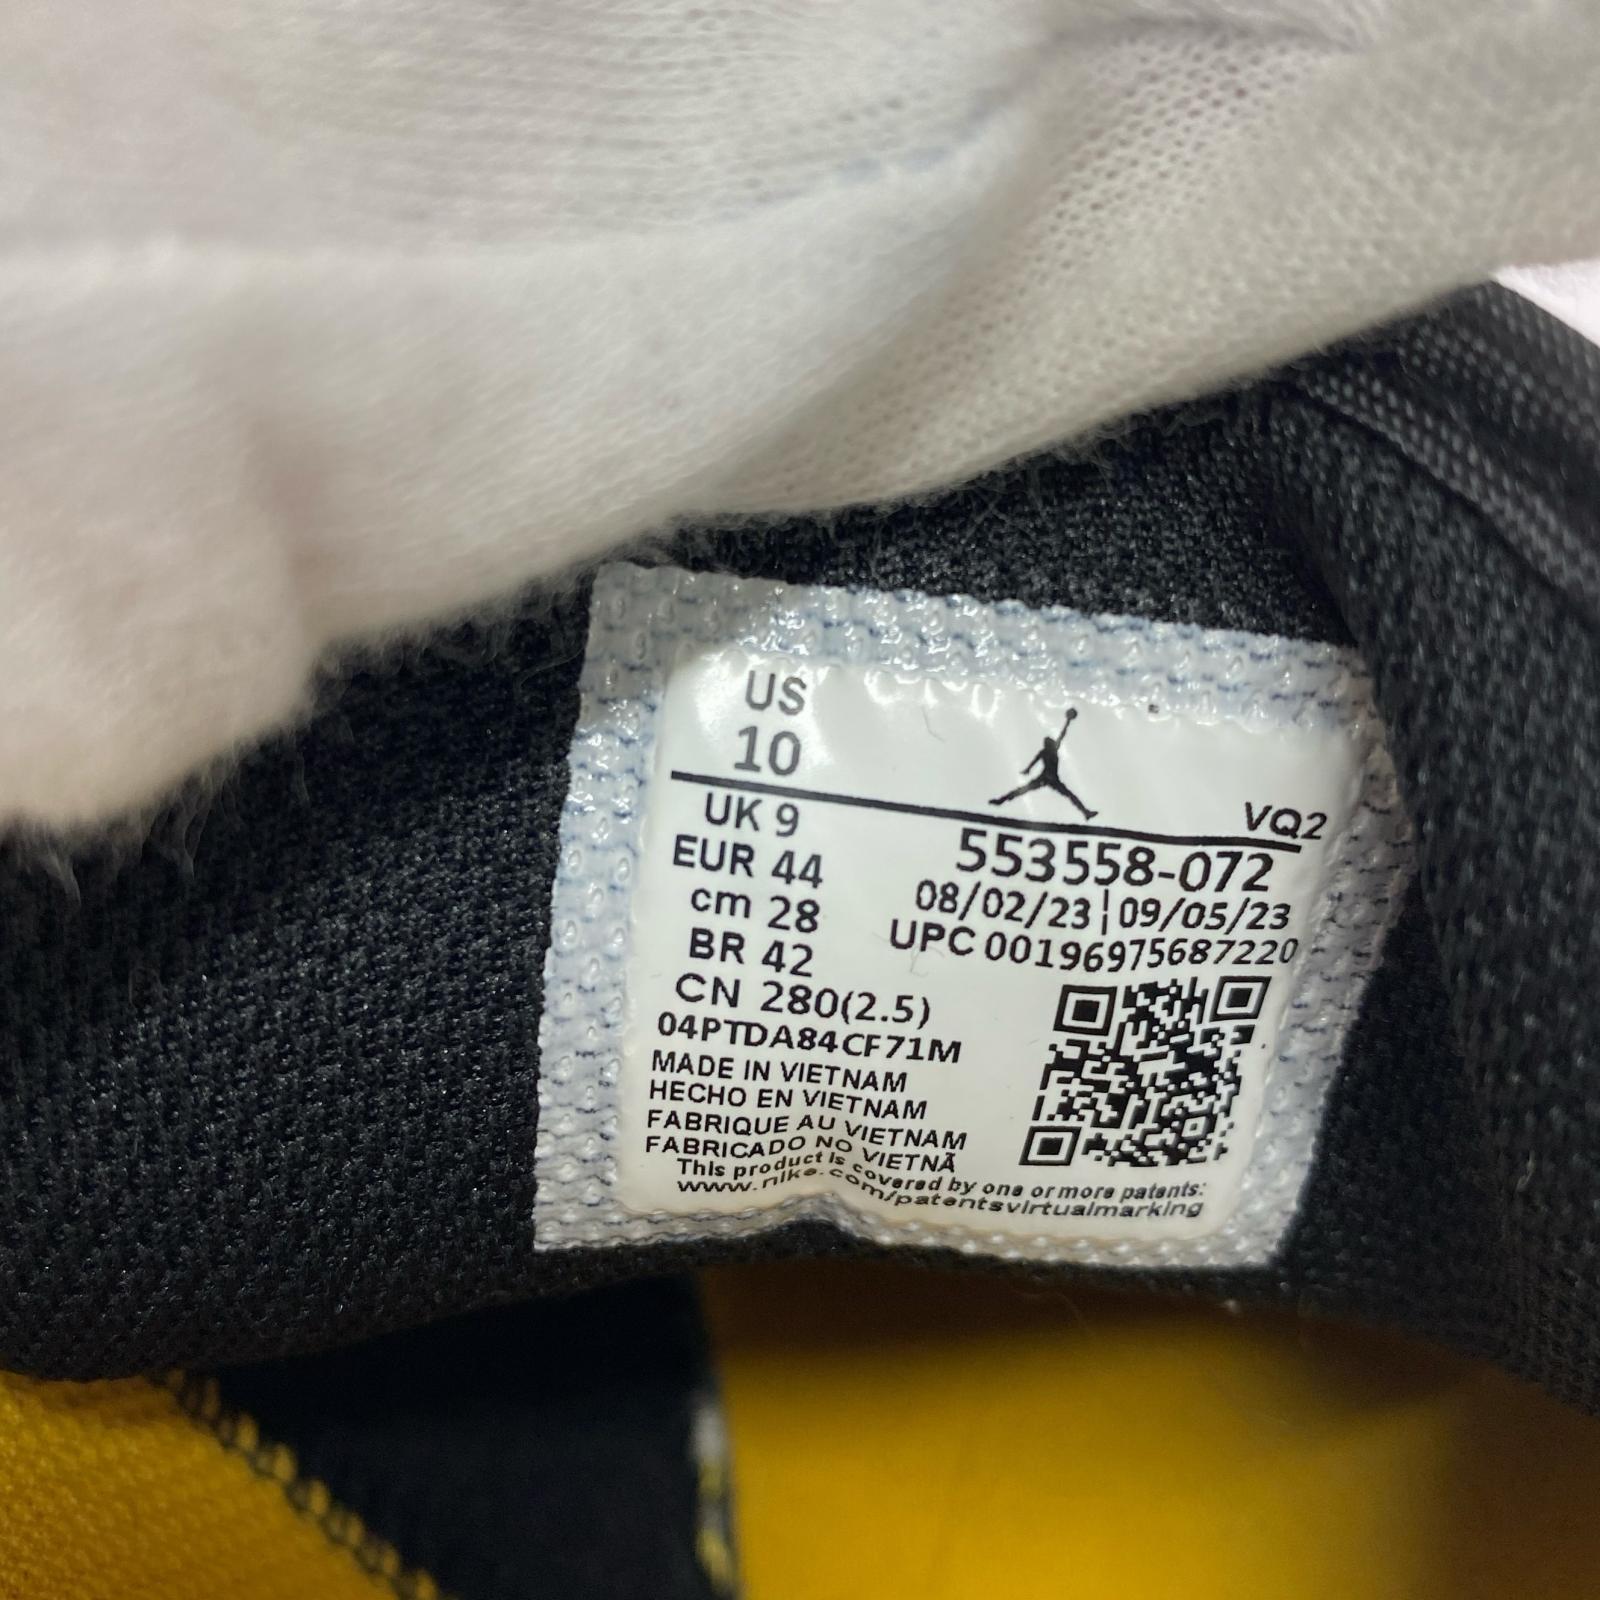 US
10
VQ2
UK 9
EUR 44
cm 28
BR 42
CN 280(2.5)
553558-072
08/02/23¦09/05/23
UPC 00196975687220
04PTDA84CF71M
MADE IN VIETNAM
HECHO EN VIETNAM
FABRIQUE AU VIETNAM
FABRICADO NO VIETNÃ
This product is covered by one or more patents:
www.nike.com/patentsvirtualmarking